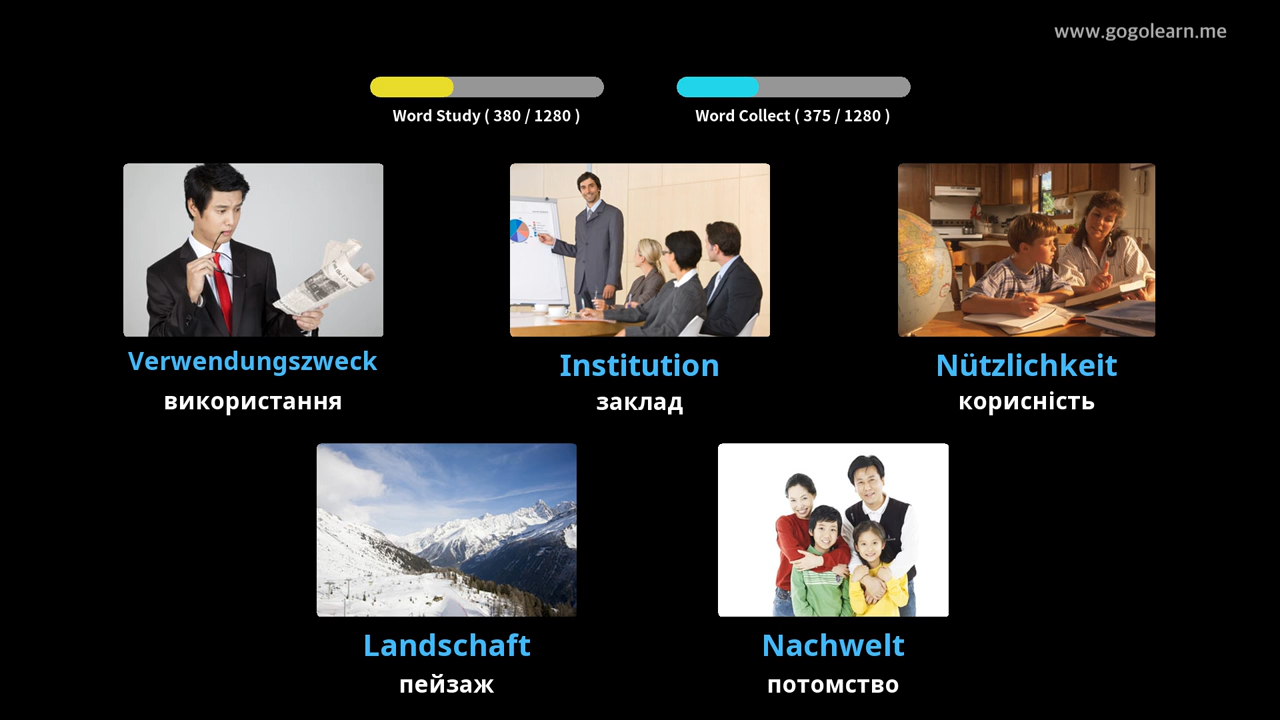 www.gogolearn.me
Word Study ( 380 / 1280 )
Word Collect ( 375 / 1280 )
Verwendungszweck
використання
Institution
заклад
Nützlichkeit
корисність
Landschaft
пейзаж
Nachwelt
потомство